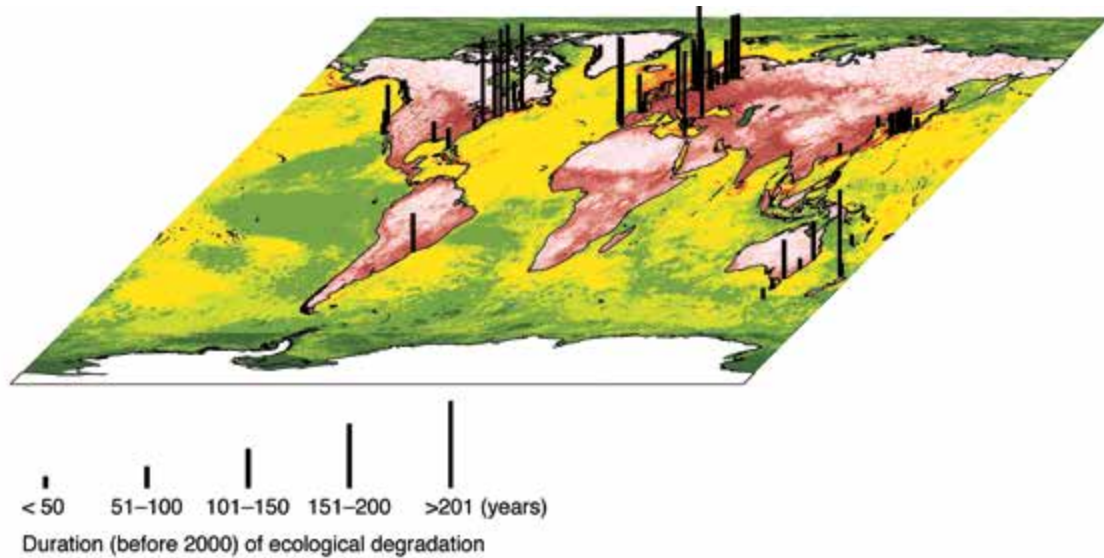 < 50 51–100 101–150 151–200 >201 (years)
Duration (before 2000) of ecological degradation